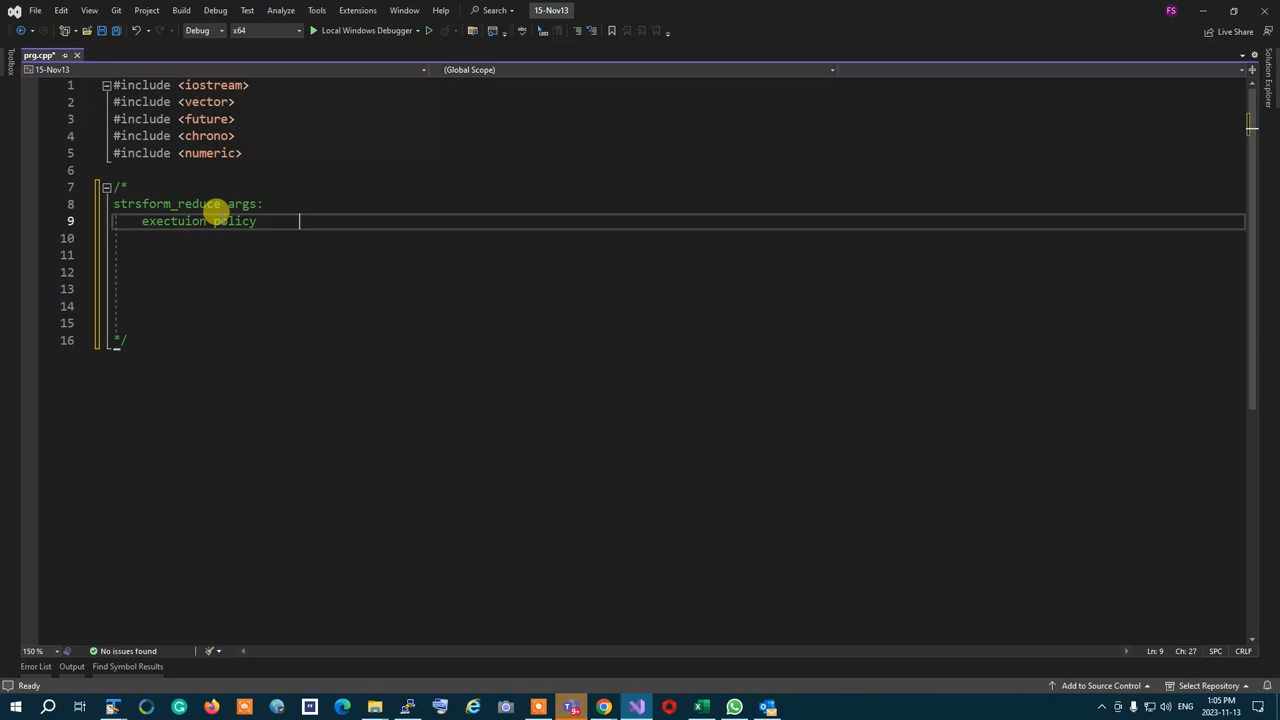 File Edit View Git Project Build Debug Test Analyze Tools Extensions Window Help Search 15-Nov13 FS
Debug x64 Local Windows Debugger Live Share
prg.cpp*
15-Nov13 (Global Scope)
Toolbox
Solution Explorer
1 #include <iostream>
2 #include <vector>
3 #include <future>
4 #include <chrono>
5 #include <numeric>
6
7 /*
8 strsform_reduce args:
9 exectuion policy
10
11
12
13
14
15
16 */
150 % No issues found Ln: 9 Ch: 27 SPC CRLF
Error List Output Find Symbol Results
Ready Add to Source Control Select Repository
ENG 1:05 PM
2023-11-13